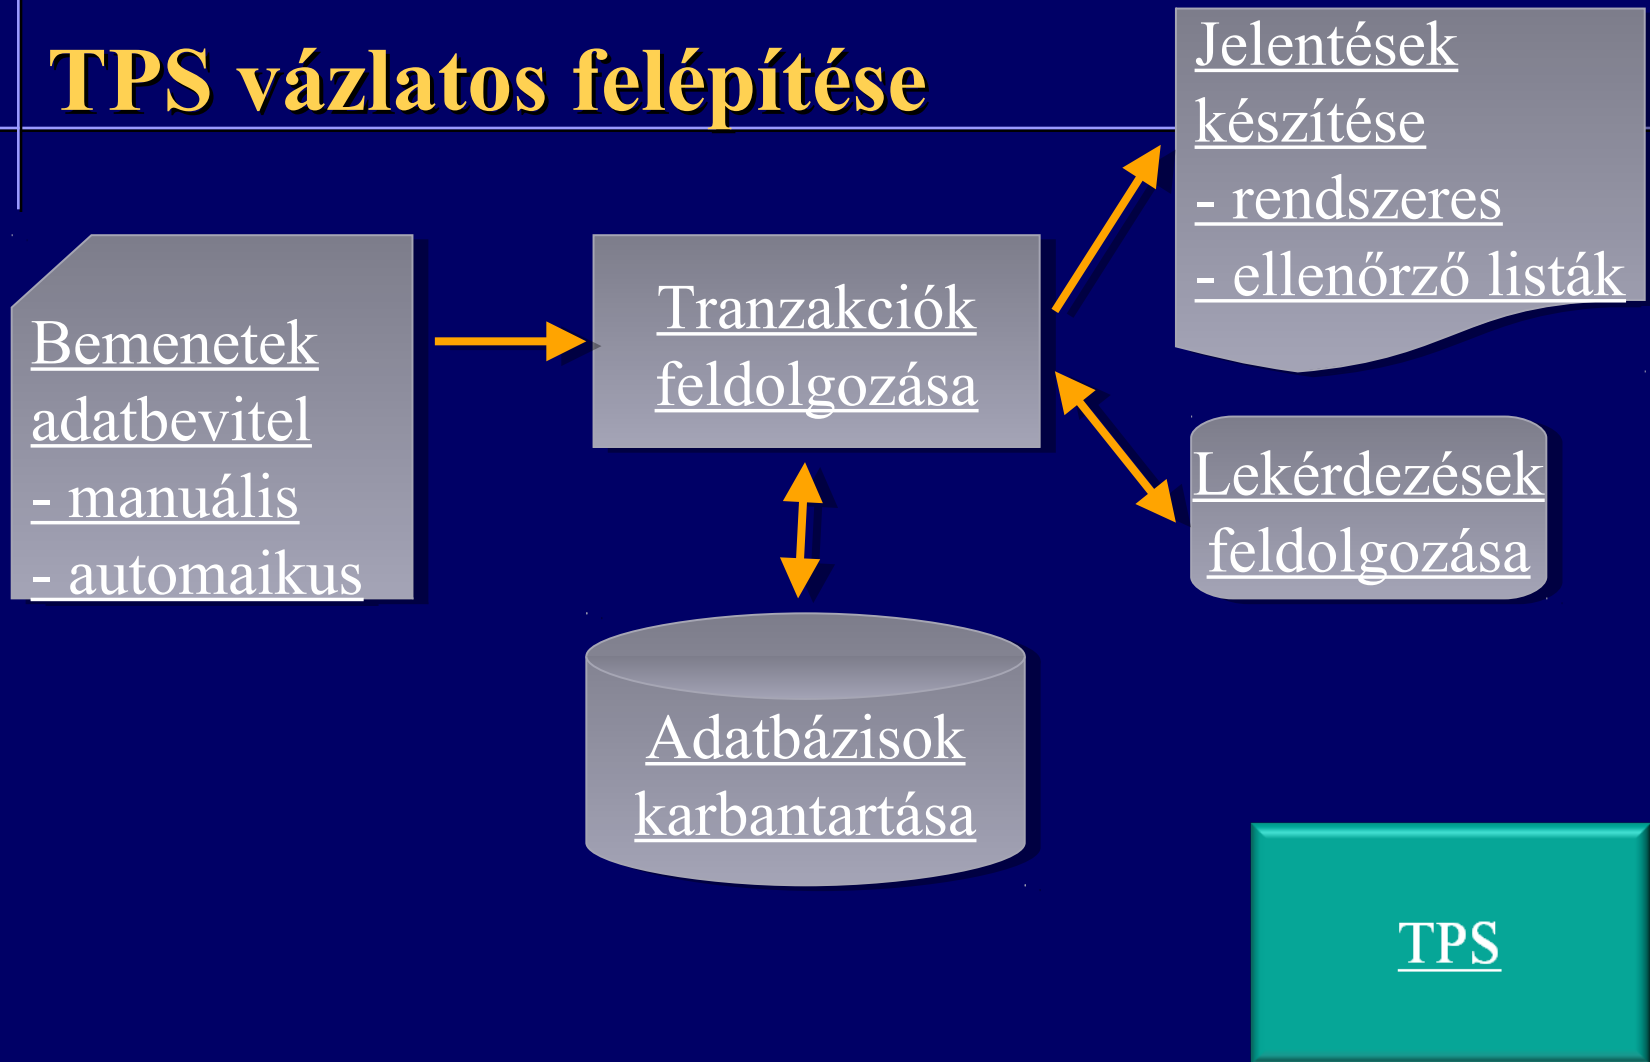 TPS vázlatos felépítése
Jelentések
készítése
- rendszeres
- ellenőrző listák
Bemenetek
adatbevitel
- manuális
- automaikus
Tranzakciók
feldolgozása
Lekérdezések
feldolgozása
Adatbázisok
karbantartása
TPS